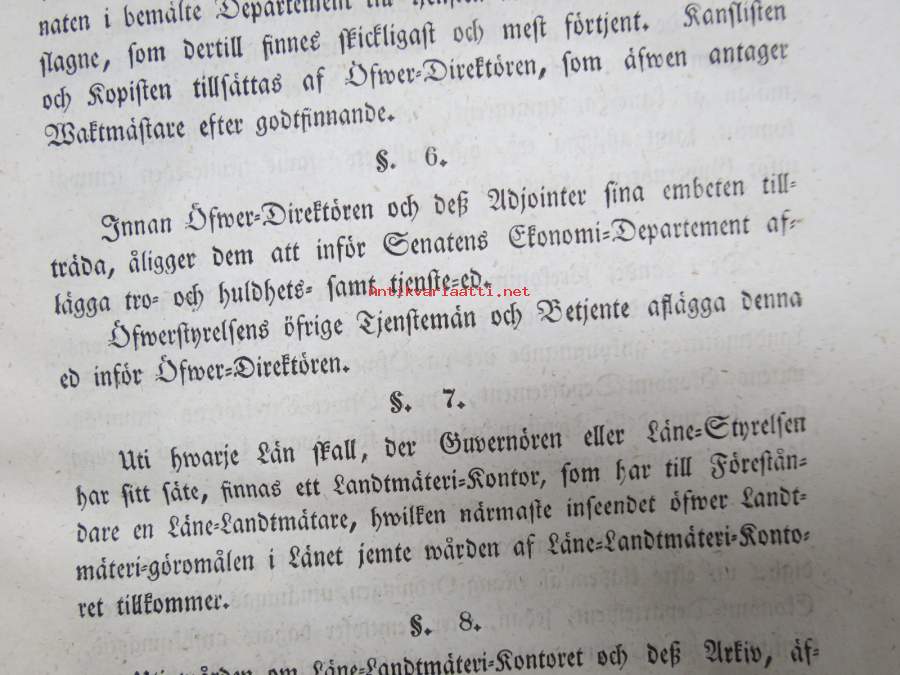 naten i bemälte Departement
slagne, som dertill finnes skickligast och mest förtjent. Kanslisten
och Kopisten tillsättas af Öfwer-Direktören, som äfwen antager
Waktmästare efter godtfinnande.
§. 6.
Innan Öfwer-Direktören och deß Adjointer sina embeten till-
träda, åligger dem att inför Senatens Ekonomi-Departement af-
lägga tro- och huldhets- samt tjenste-ed.
Antikvariaatti.net
Öfwerstyrelsens öfrige Tjenstemän och Betjente aflägga denna
ed inför Öfwer-Direktören.
§. 7.
Uti hwarje Län skall, der Guvernören eller Läne-Styrelsen
har sitt säte, finnas ett Landtmäteri-Kontor, som har till Förestån-
dare en Läne-Landtmätare, hwilken närmaste inseendet öfwer Landt-
mäteri-göromålen i Länet jemte wården af Läne-Landtmäteri-Konto-
ret tillkommer.
§. 8.
om Läne-Landtmäteri-Kontoret och deß Arkiv, äf-